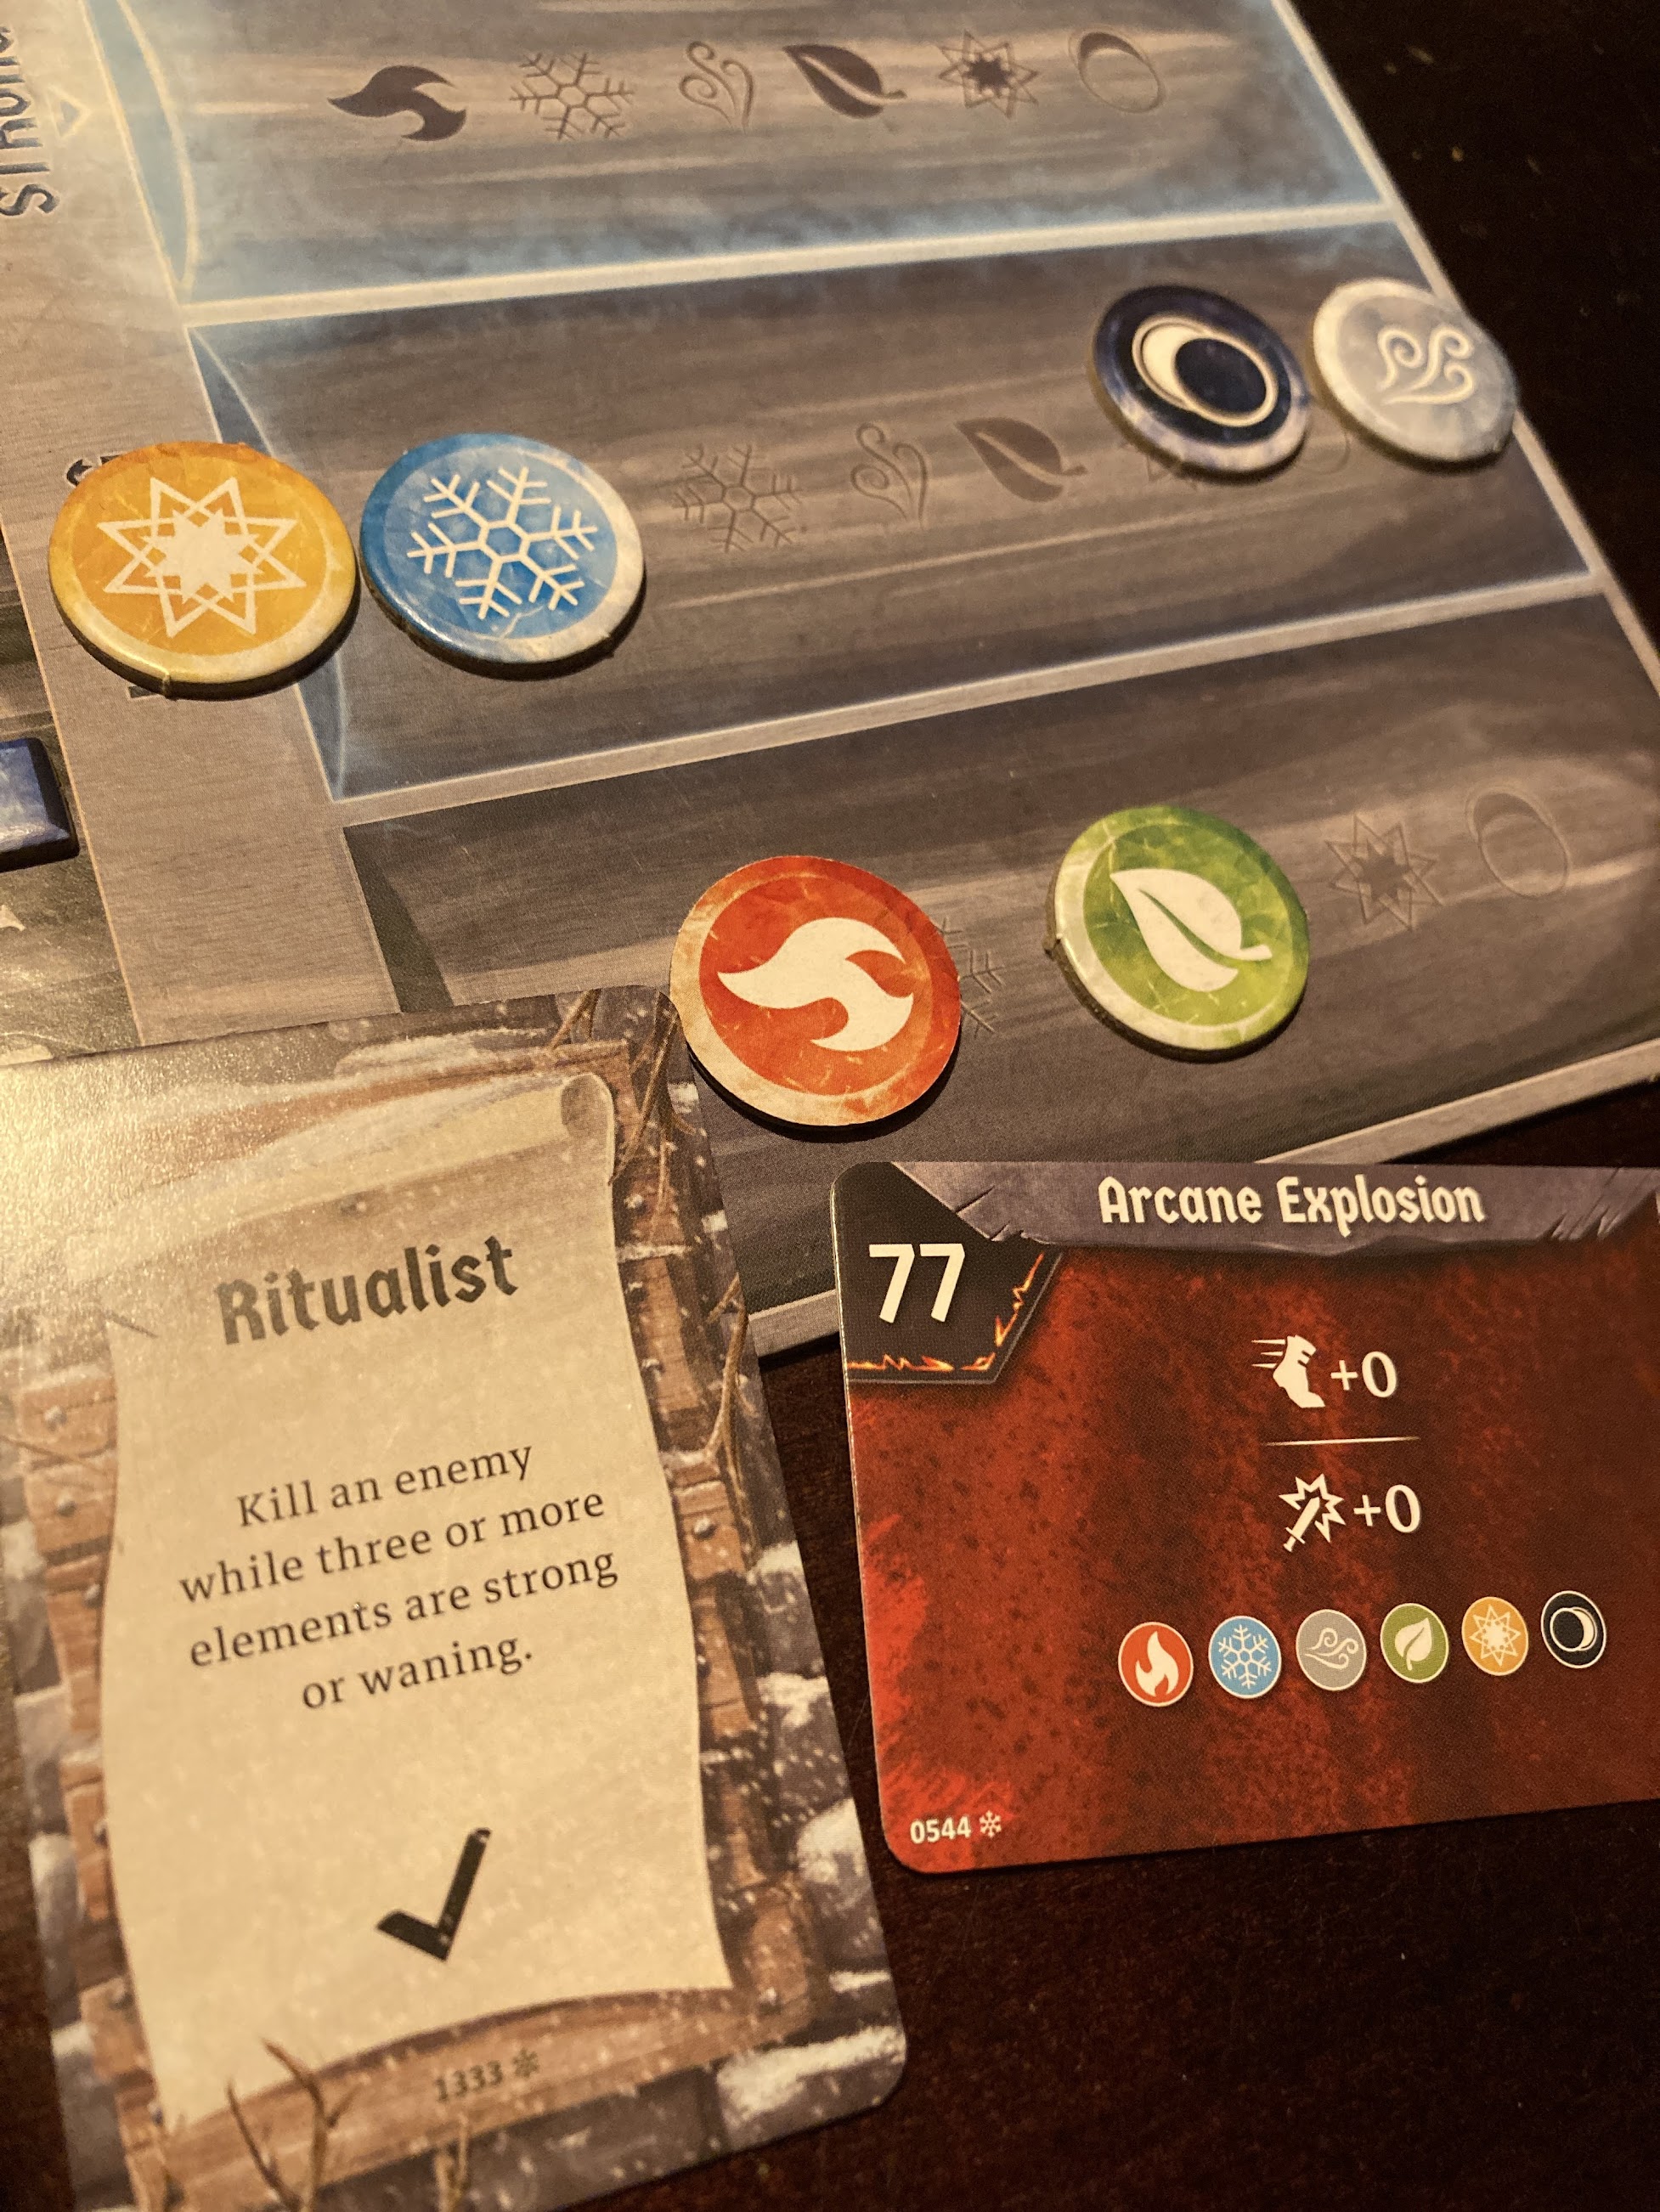 STRONG
Ritualist
Kill an enemy
while three or more
elements are strong
or waning.
1333
Arcane Explosion
77
+0
+0
0544